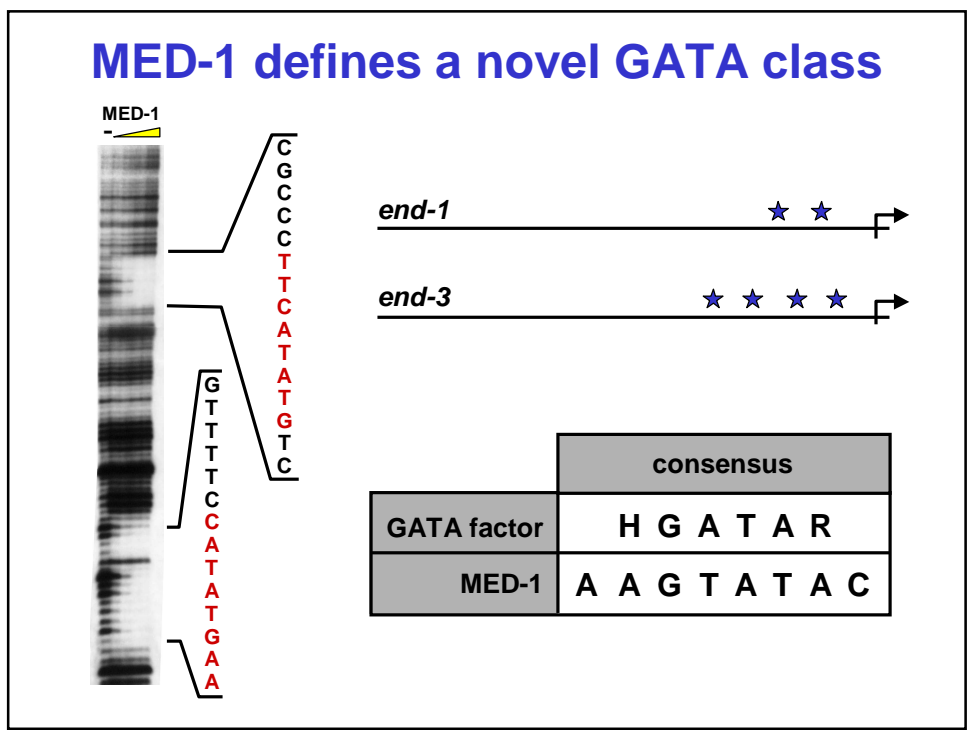 MED-1 defines a novel GATA class
MED-1
-
C
G
C
C
C
T
T
C
A
T
A
T
G
T
C
G
T
T
T
T
C
C
A
T
A
T
G
A
A
end-1
end-3
consensus
GATA factor H G A T A R
MED-1 A A G T A T A C